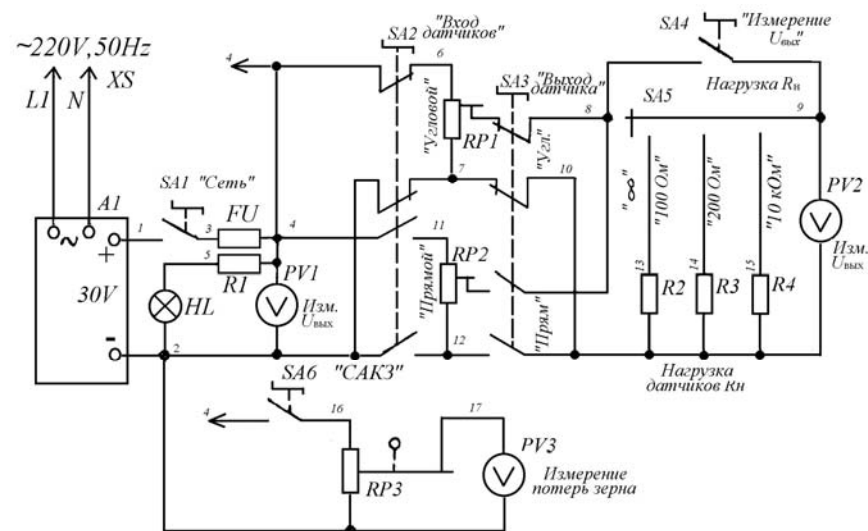 ~220V, 50Hz
L1
N
XS
A1
30V
+
-
1
SA1 "Сеть"
3
FU
4
5
R1
HL
PV1
Изм.
Uвых
2
4
SA2
"Вход
датчиков"
6
"Угловой"
RP1
7
SA3
"Выход
датчика"
"Угл."
8
10
11
"Прямой"
RP2
12
"Прям"
"САКЗ"
SA4
"Измерение
Uвых"
Нагрузка Rн
SA5
9
"∞"
"100 Ом"
"200 Ом"
"10 кОм"
13
R2
14
R3
15
R4
PV2
Изм.
Uвых
Нагрузка
датчиков Rн
SA6
4
16
RP3
17
PV3
Измерение
потерь зерна